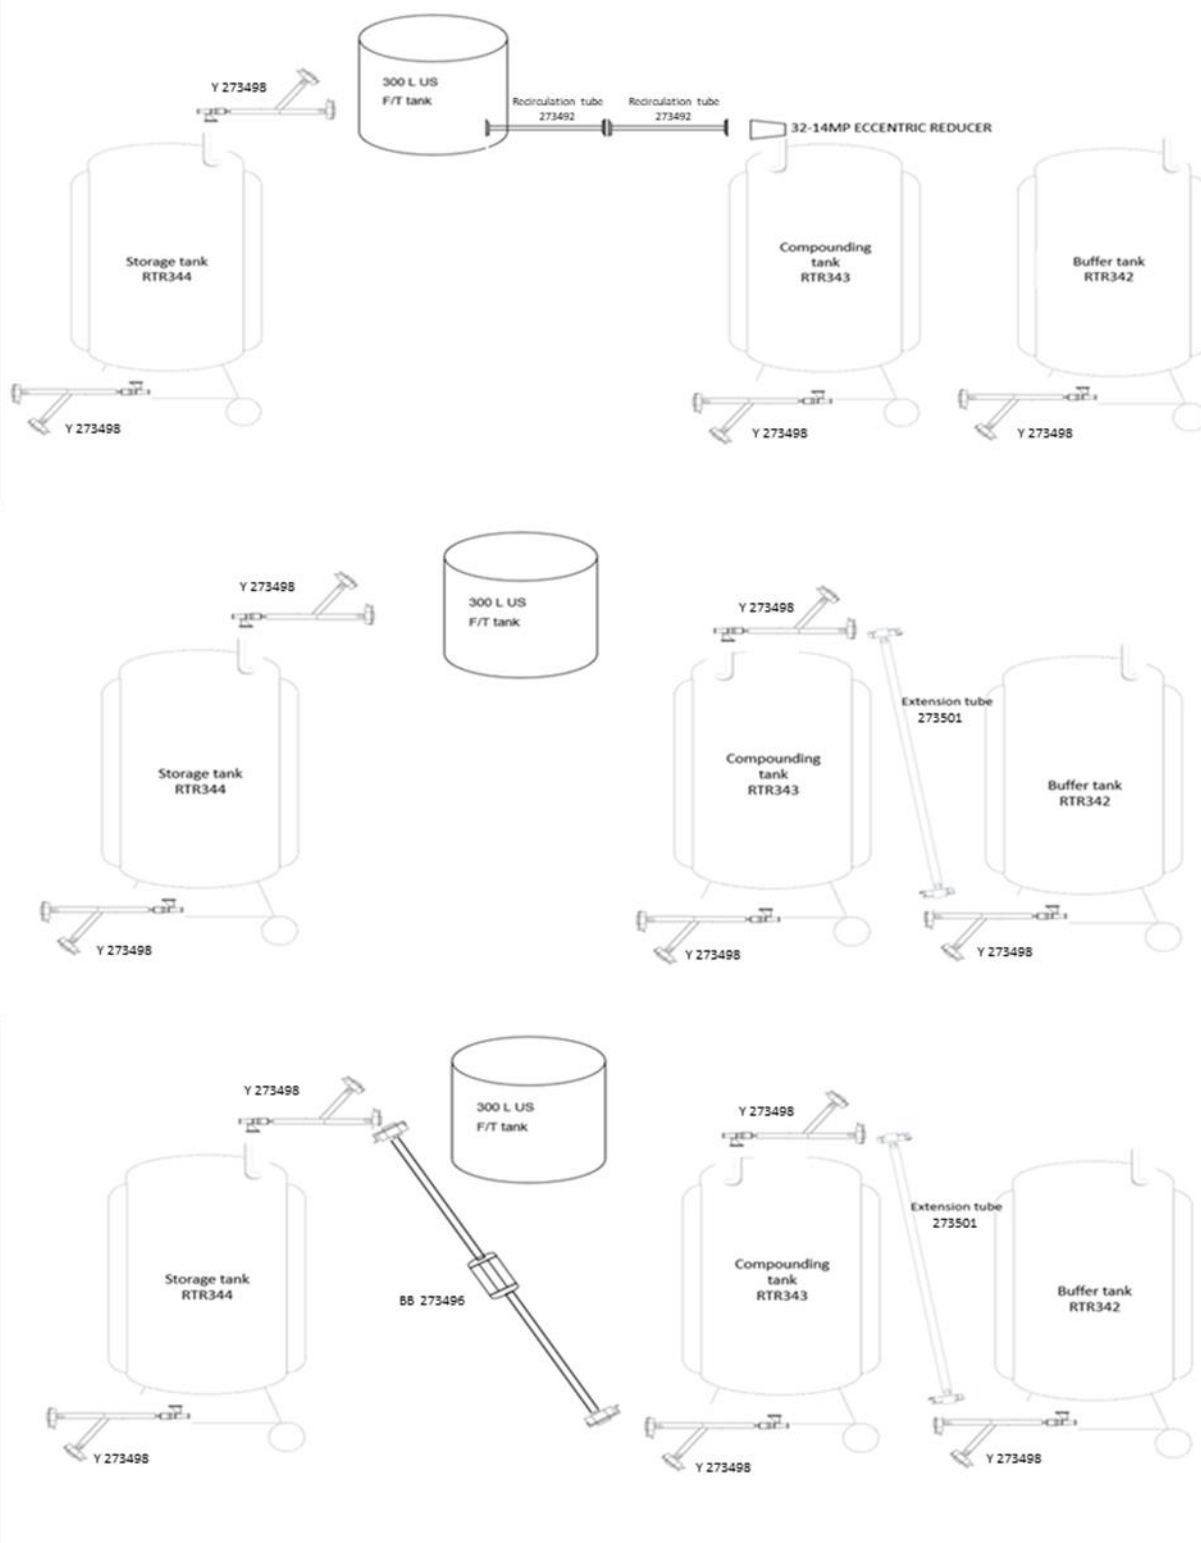 Y 273498
300 L US
F/T tank
Recirculation tube
273492
Recirculation tube
273492
32-14MP ECCENTRIC REDUCER
Storage tank
RTR344
Compounding
tank
RTR343
Buffer tank
RTR342
Y 273498
Y 273498
Y 273498
Y 273498
300 L US
F/T tank
Y 273498
Extension tube
273501
Storage tank
RTR344
Compounding
tank
RTR343
Buffer tank
RTR342
Y 273498
Y 273498
Y 273498
Y 273498
300 L US
F/T tank
Y 273498
Extension tube
273501
Storage tank
RTR344
BB 273496
Compounding
tank
RTR343
Buffer tank
RTR342
Y 273498
Y 273498
Y 273498